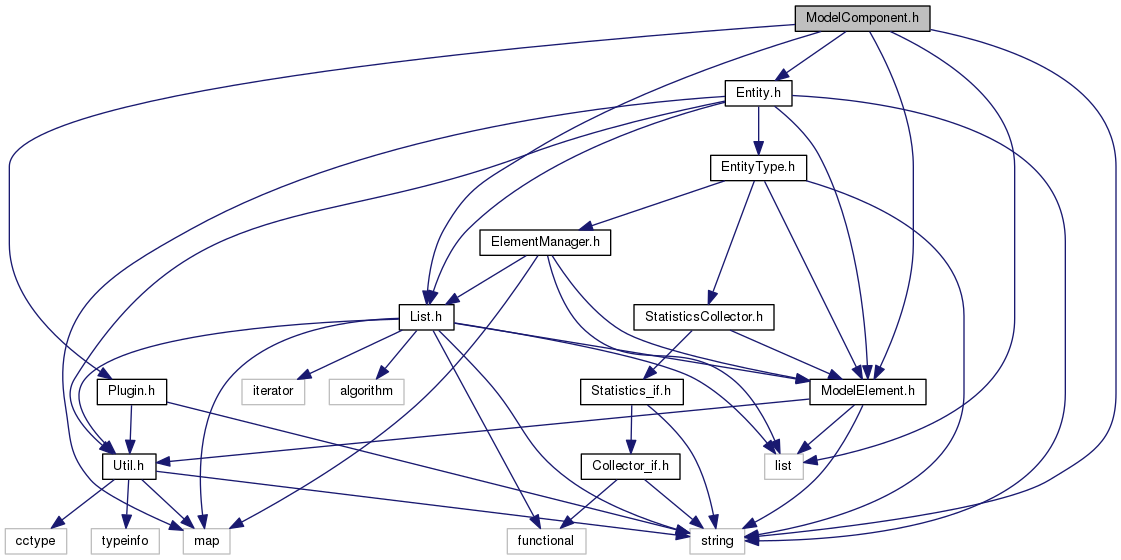 ModelComponent.h
Entity.h
EntityType.h
ElementManager.h
List.h
StatisticsCollector.h
Plugin.h
iterator
algorithm
Statistics_if.h
ModelElement.h
Util.h
Collector_if.h
list
cctype
typeinfo
map
functional
string